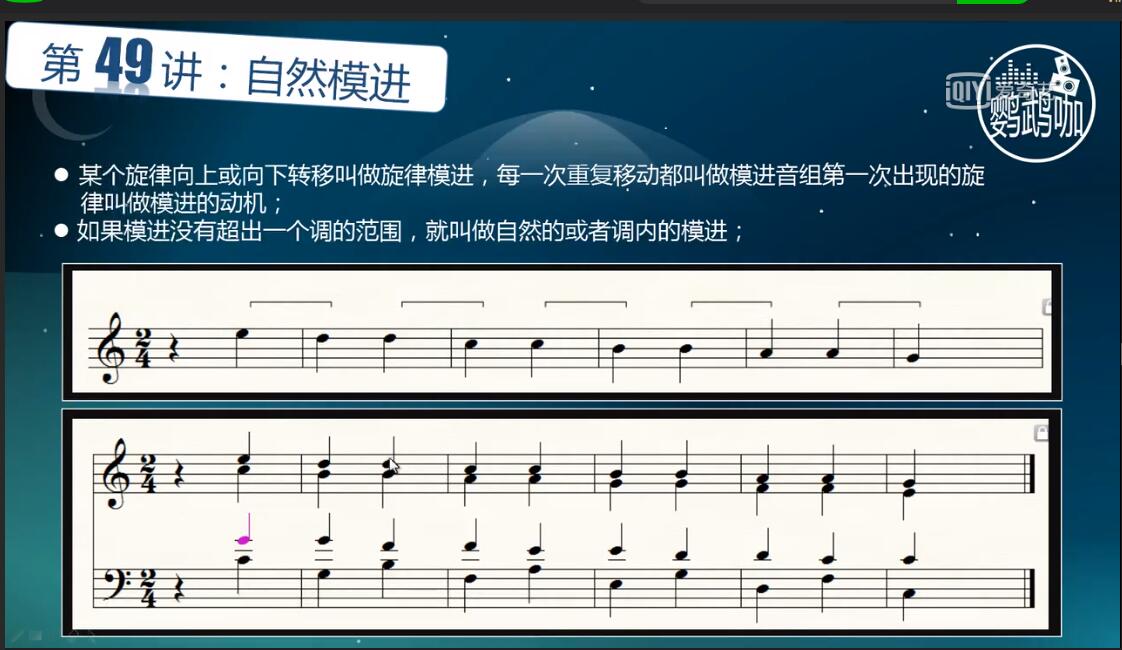 第49讲：自然模进
iQIYI 爱奇艺
鹦鹉咖
● 某个旋律向上或向下转移叫做旋律模进，每一次重复移动都叫做模进音组第一次出现的旋
律叫做模进的动机；
● 如果模进没有超出一个调的范围，就叫做自然的或者调内的模进；
2
4
2
4
2
4